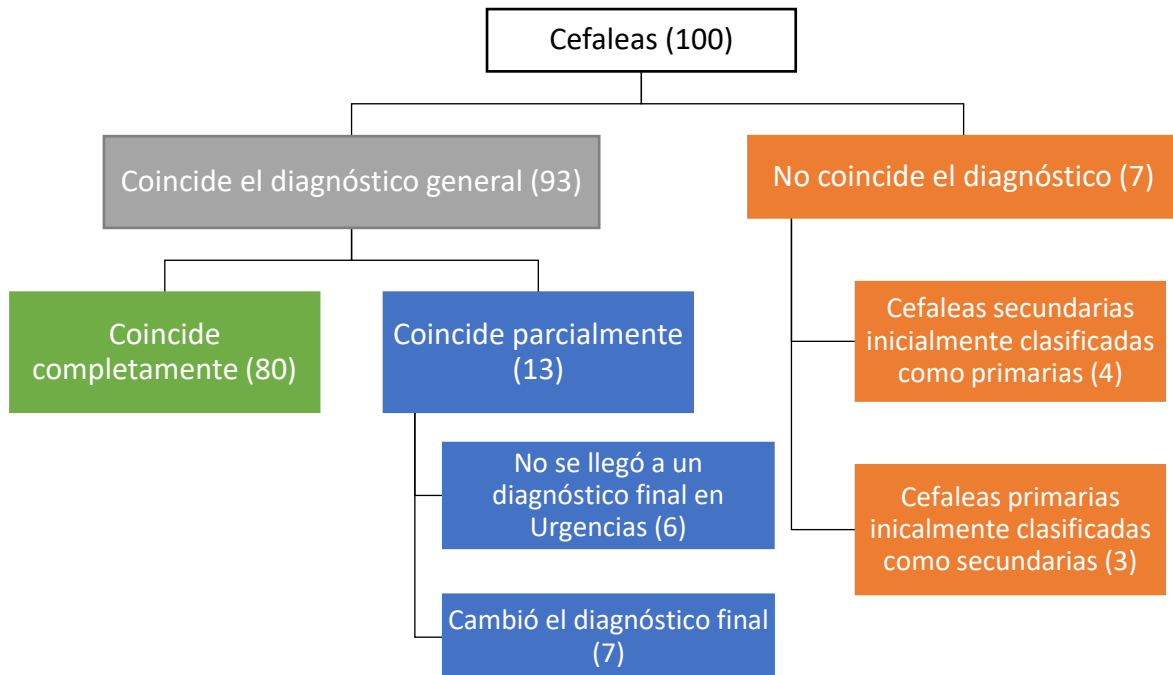 Cefaleas (100)
Coincide el diagnóstico general (93)
No coincide el diagnóstico (7)
Coincide
completamente (80)
Coincide parcialmente
(13)
No se llegó a un
diagnóstico final en
Urgencias (6)
Cambió el diagnóstico final
(7)
Cefaleas secundarias
inicialmente clasificadas
como primarias (4)
Cefaleas primarias
inicalmente clasificadas
como secundarias (3)